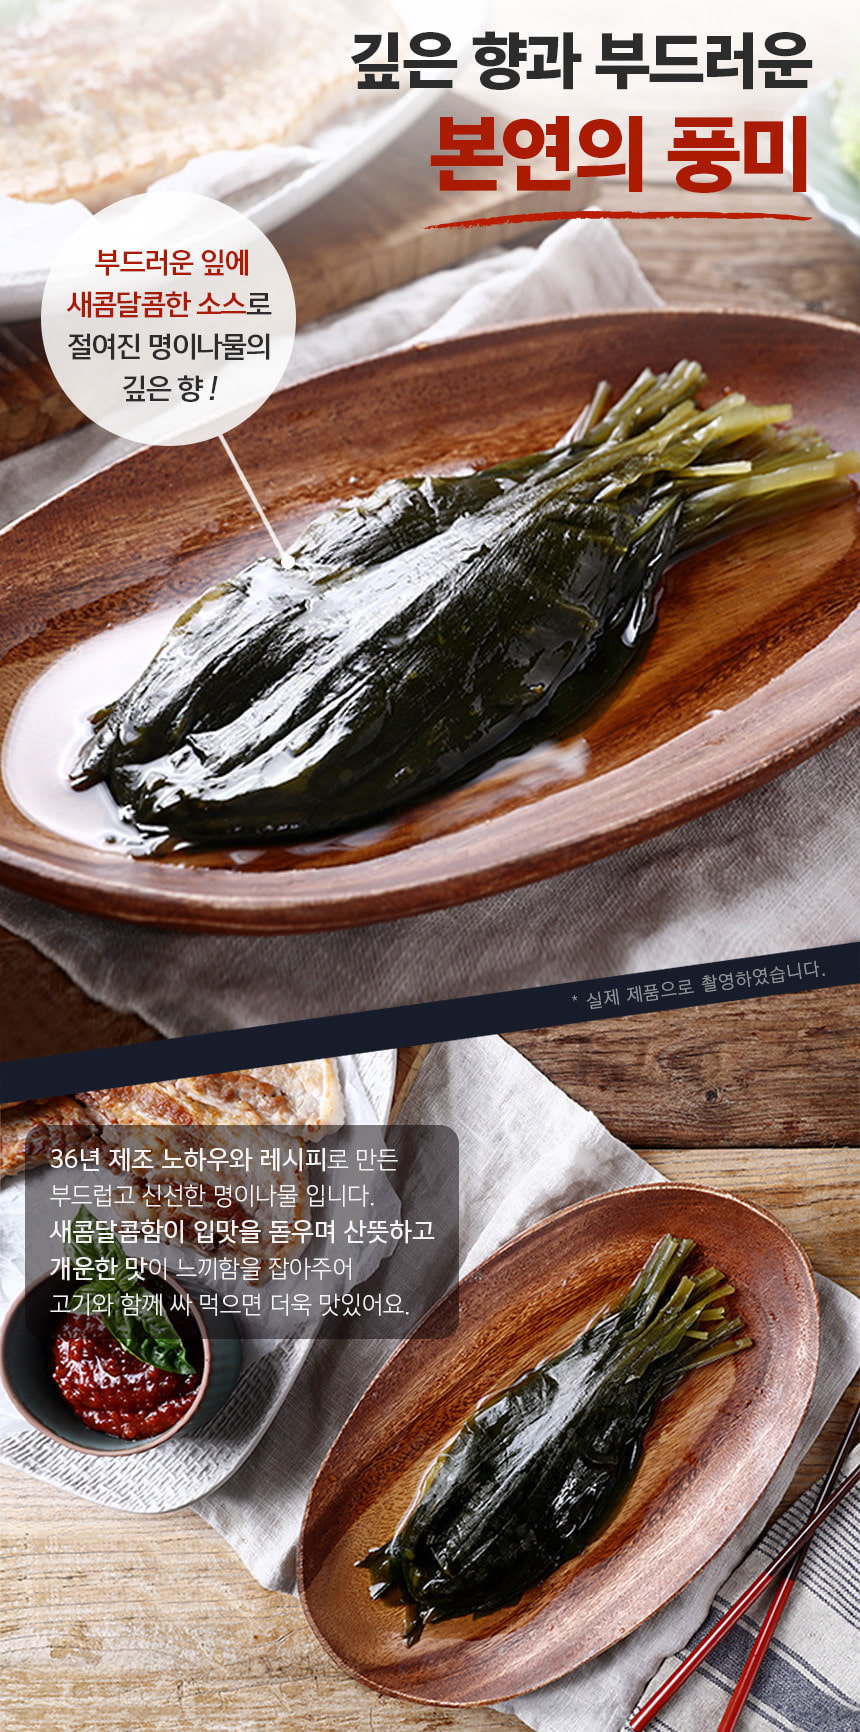 깊은 향과 부드러운
본연의 풍미
부드러운 잎에
새콤달콤한 소스로
절여진 명이나물의
깊은 향!
* 실제 제품으로 촬영하였습니다.
36년 제조 노하우와 레시피로 만든
부드럽고 신선한 명이나물 입니다.
새콤달콤함이 입맛을 돋우며 산뜻하고
개운한 맛이 느끼함을 잡아주어
고기와 함께 싸 먹으면 더욱 맛있어요.